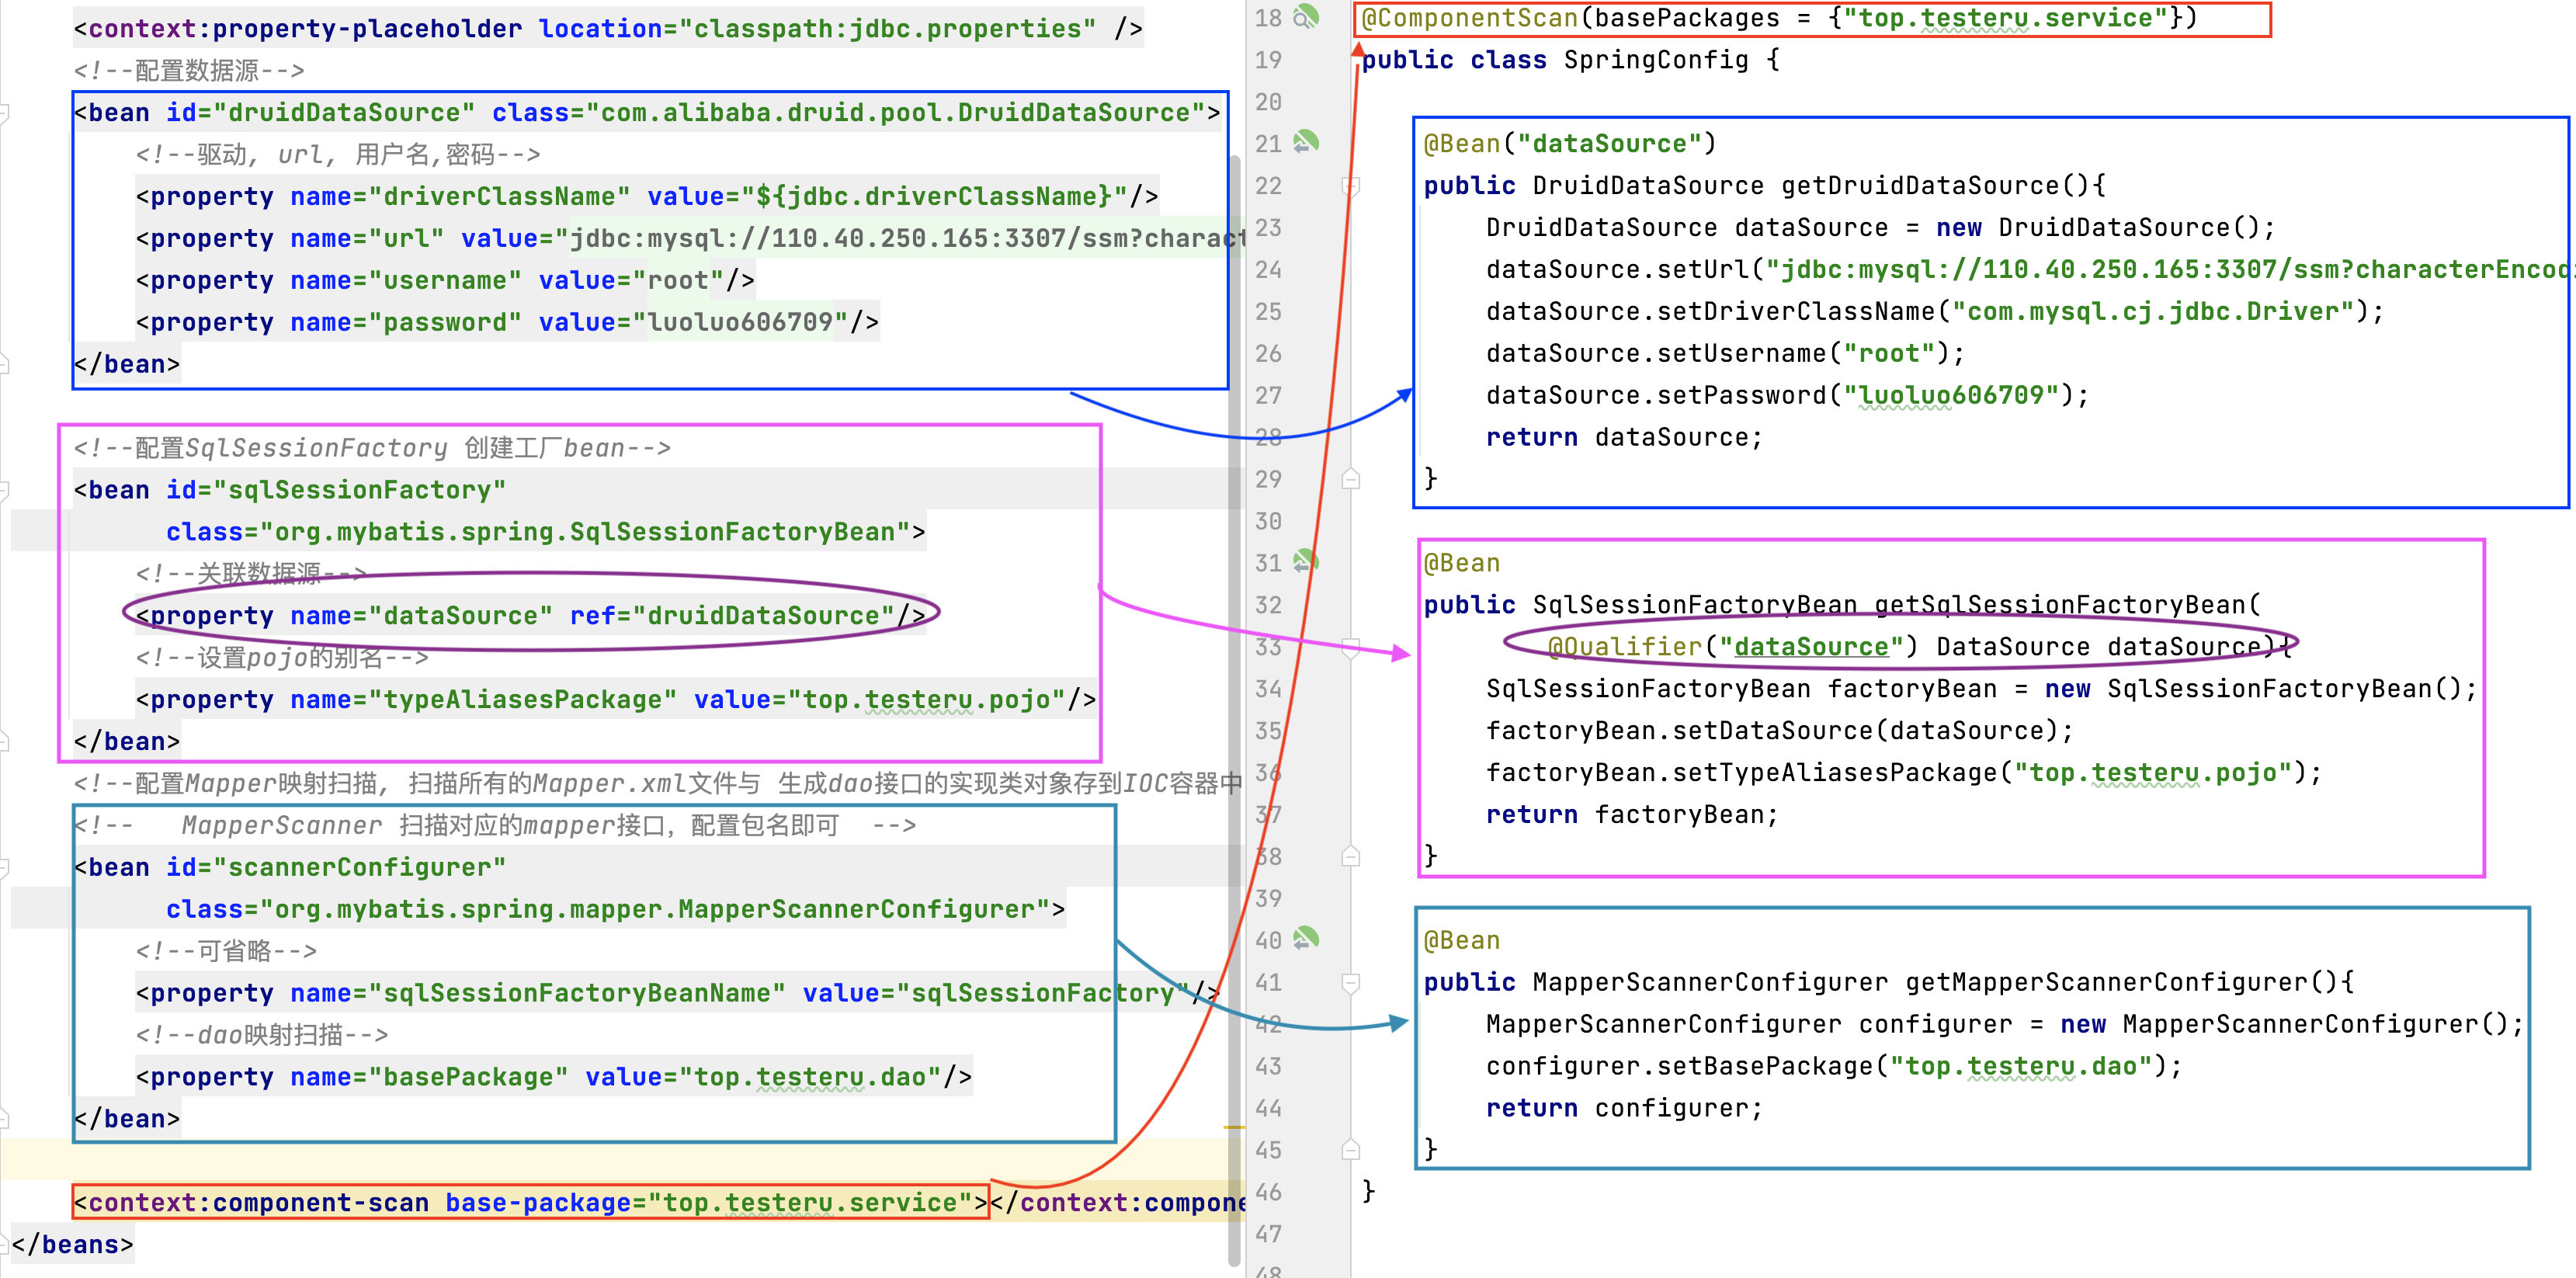 <context:property-placeholder location="classpath:jdbc.properties" />
<!--配置数据源-->
<bean id="druidDataSource" class="com.alibaba.druid.pool.DruidDataSource">
<!--驱动, url, 用户名,密码-->
<property name="driverClassName" value="${jdbc.driverClassName}"/>
<property name="url" value="jdbc:mysql://110.40.250.165:3307/ssm?charact
<property name="username" value="root"/>
<property name="password" value="luoluo606709"/>
</bean>
<!--配置SqlSessionFactory 创建工厂bean-->
<bean id="sqlSessionFactory"
class="org.mybatis.spring.SqlSessionFactoryBean">
<!--关联数据源-->
<property name="dataSource" ref="druidDataSource"/>
<!--设置pojo的别名-->
<property name="typeAliasesPackage" value="top.testeru.pojo"/>
</bean>
<!--配置Mapper映射扫描, 扫描所有的Mapper.xml文件与 生成dao接口的实现类对象存到IOC容器中
<!-- MapperScanner 扫描对应的mapper接口，配置包名即可 -->
<bean id="scannerConfigurer"
class="org.mybatis.spring.mapper.MapperScannerConfigurer">
<!--可省略-->
<property name="sqlSessionFactoryBeanName" value="sqlSessionFactory"/>
<!--dao映射扫描-->
<property name="basePackage" value="top.testeru.dao"/>
</bean>
<context:component-scan base-package="top.testeru.service"></context:compone
</beans>
18 @ComponentScan(basePackages = {"top.testeru.service"})
19 public class SpringConfig {
20
21 @Bean("dataSource")
22 public DruidDataSource getDruidDataSource(){
23 DruidDataSource dataSource = new DruidDataSource();
24 dataSource.setUrl("jdbc:mysql://110.40.250.165:3307/ssm?characterEncod
25 dataSource.setDriverClassName("com.mysql.cj.jdbc.Driver");
26 dataSource.setUsername("root");
27 dataSource.setPassword("luoluo606709");
28 return dataSource;
29 }
30
31 @Bean
32 public SqlSessionFactoryBean getSqlSessionFactoryBean(
33 @Qualifier("dataSource") DataSource dataSource){
34 SqlSessionFactoryBean factoryBean = new SqlSessionFactoryBean();
35 factoryBean.setDataSource(dataSource);
36 factoryBean.setTypeAliasesPackage("top.testeru.pojo");
37 return factoryBean;
38 }
39
40 @Bean
41 public MapperScannerConfigurer getMapperScannerConfigurer(){
42 MapperScannerConfigurer configurer = new MapperScannerConfigurer();
43 configurer.setBasePackage("top.testeru.dao");
44 return configurer;
45 }
46 }
47
48